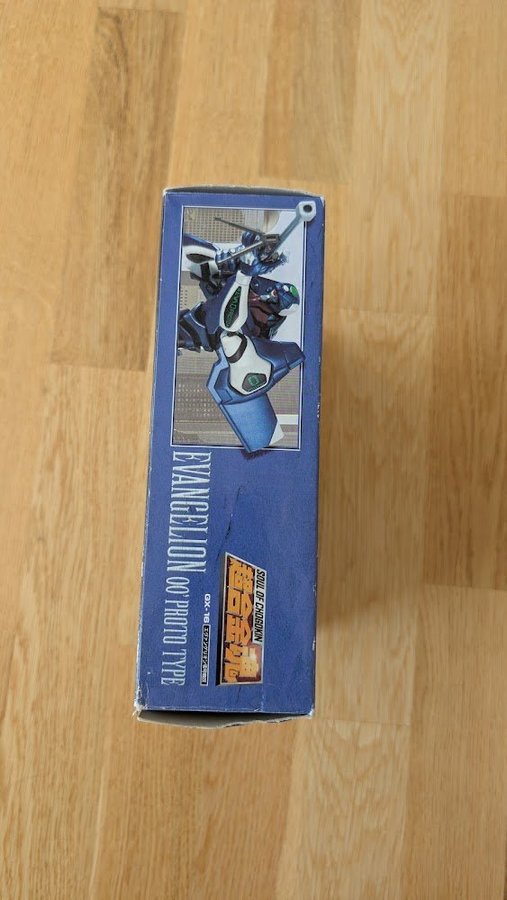 SOUL OF CHOGOKIN
超合金魂
GX-16
EVANGELION 00' PROTO TYPE